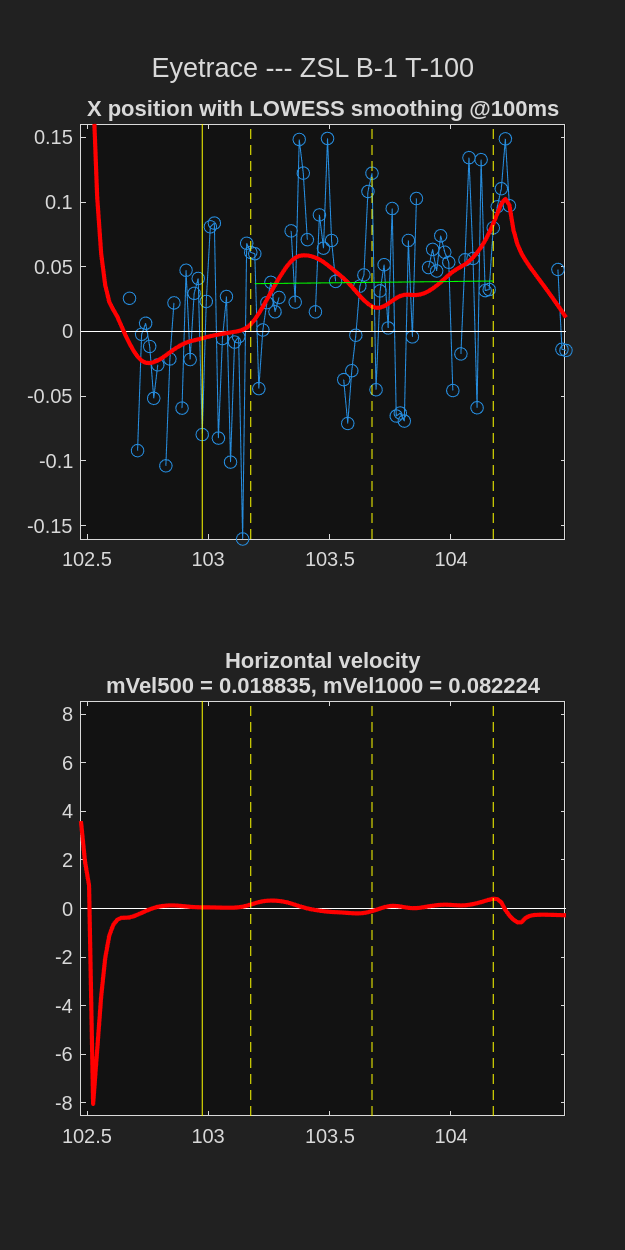 Eyetrace --- ZSL B-1 T-100
X position with LOWESS smoothing @100ms
0.15
0.1
0.05
0
-0.05
-0.1
-0.15
102.5 103 103.5 104
Horizontal velocity
mVel500 = 0.018835, mVel1000 = 0.082224
8
6
4
2
0
-2
-4
-6
-8
102.5 103 103.5 104